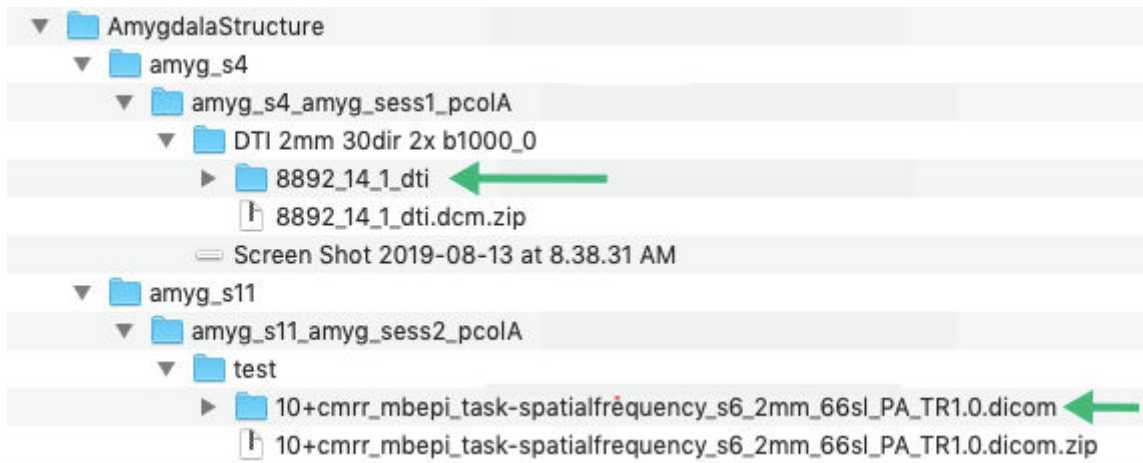 AmygdalaStructure
amyg_s4
amyg_s4_amyg_sess1_pcolA
DTI 2mm 30dir 2x b1000_0
8892_14_1_dti
8892_14_1_dti.dcm.zip
Screen Shot 2019-08-13 at 8.38.31 AM
amyg_s11
amyg_s11_amyg_sess2_pcolA
test
10+cmrr_mbepi_task-spatialfrequency_s6_2mm_66sl_PA_TR1.0.dicom
10+cmrr_mbepi_task-spatialfrequency_s6_2mm_66sl_PA_TR1.0.dicom.zip